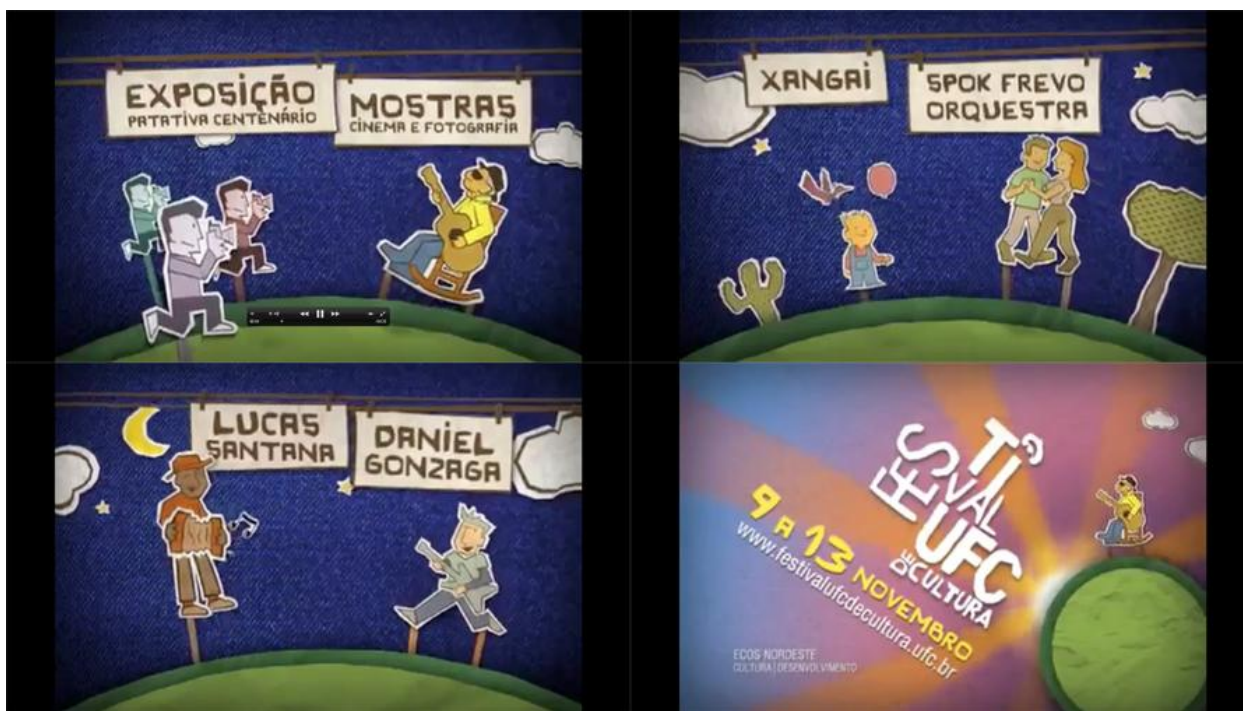 EXPOSIÇÃO
PATATIVA CENTENÁRIO
MOSTRAS
CINEMA E FOTOGRAFIA
XANGAI
SPOK FREVO
ORQUESTRA
LUCAS
SANTANA
DANIEL
GONZAGA
FESTIVAL UFC
DE CULTURA
9 A 13 NOVEMBRO
www.festivalufcdecultura.ufc.br
ECOS NORDESTE
CULTURA | DESENVOLVIMENTO